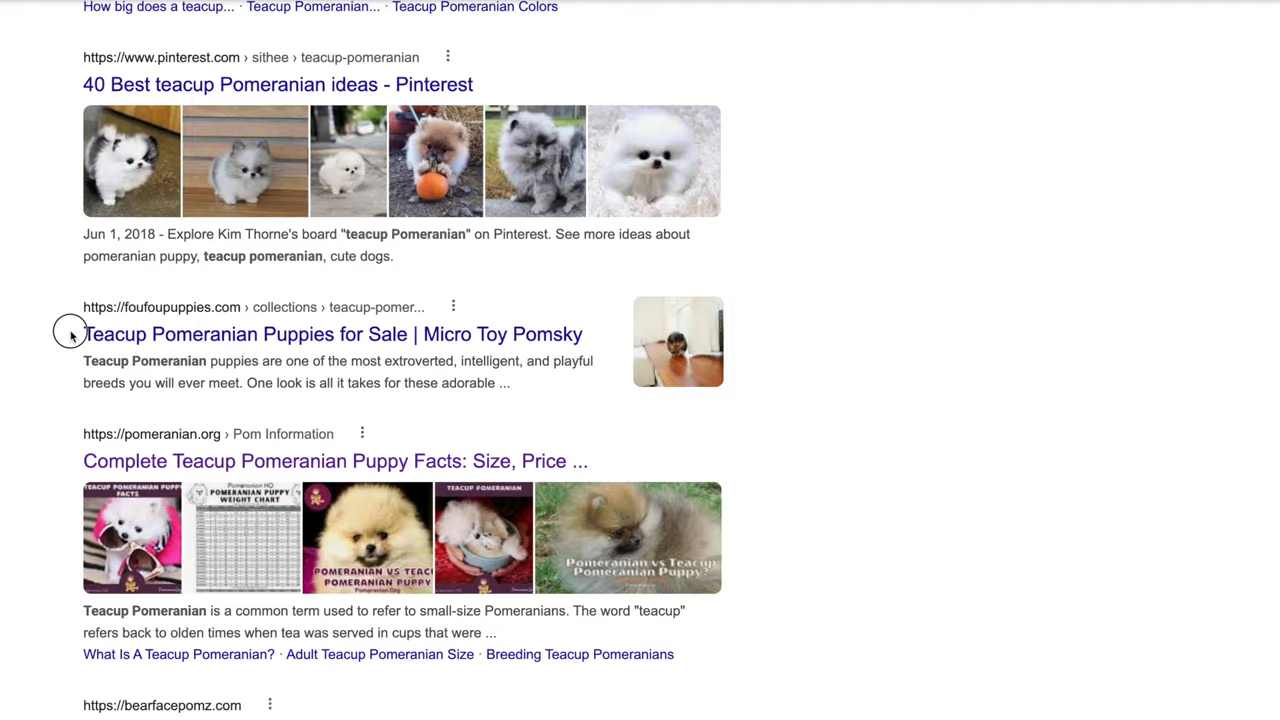 How big does a teacup... · Teacup Pomeranian... · Teacup Pomeranian Colors
https://www.pinterest.com › sithee › teacup-pomeranian
40 Best teacup Pomeranian ideas - Pinterest
Jun 1, 2018 - Explore Kim Thorne's board "teacup Pomeranian" on Pinterest. See more ideas about
pomeranian puppy, teacup pomeranian, cute dogs.
https://foufoupuppies.com › collections › teacup-pomer...
Teacup Pomeranian Puppies for Sale | Micro Toy Pomsky
Teacup Pomeranian puppies are one of the most extroverted, intelligent, and playful
breeds you will ever meet. One look is all it takes for these adorable ...
https://pomeranian.org › Pom Information
Complete Teacup Pomeranian Puppy Facts: Size, Price ...
TEACUP POMERANIAN PUPPY
FACTS
Pomeranian HQ
POMERANIAN PUPPY
WEIGHT CHART
POMERANIAN VS TEAC
POMERANIAN PUPPY
Pomeranian.Org
TEACUP POMERANIAN
Pomeranian vs Teacup
Pomeranian Puppy?
Teacup Pomeranian is a common term used to refer to small-size Pomeranians. The word "teacup"
refers back to olden times when tea was served in cups that were ...
What Is A Teacup Pomeranian? · Adult Teacup Pomeranian Size · Breeding Teacup Pomeranians
https://bearfacepomz.com